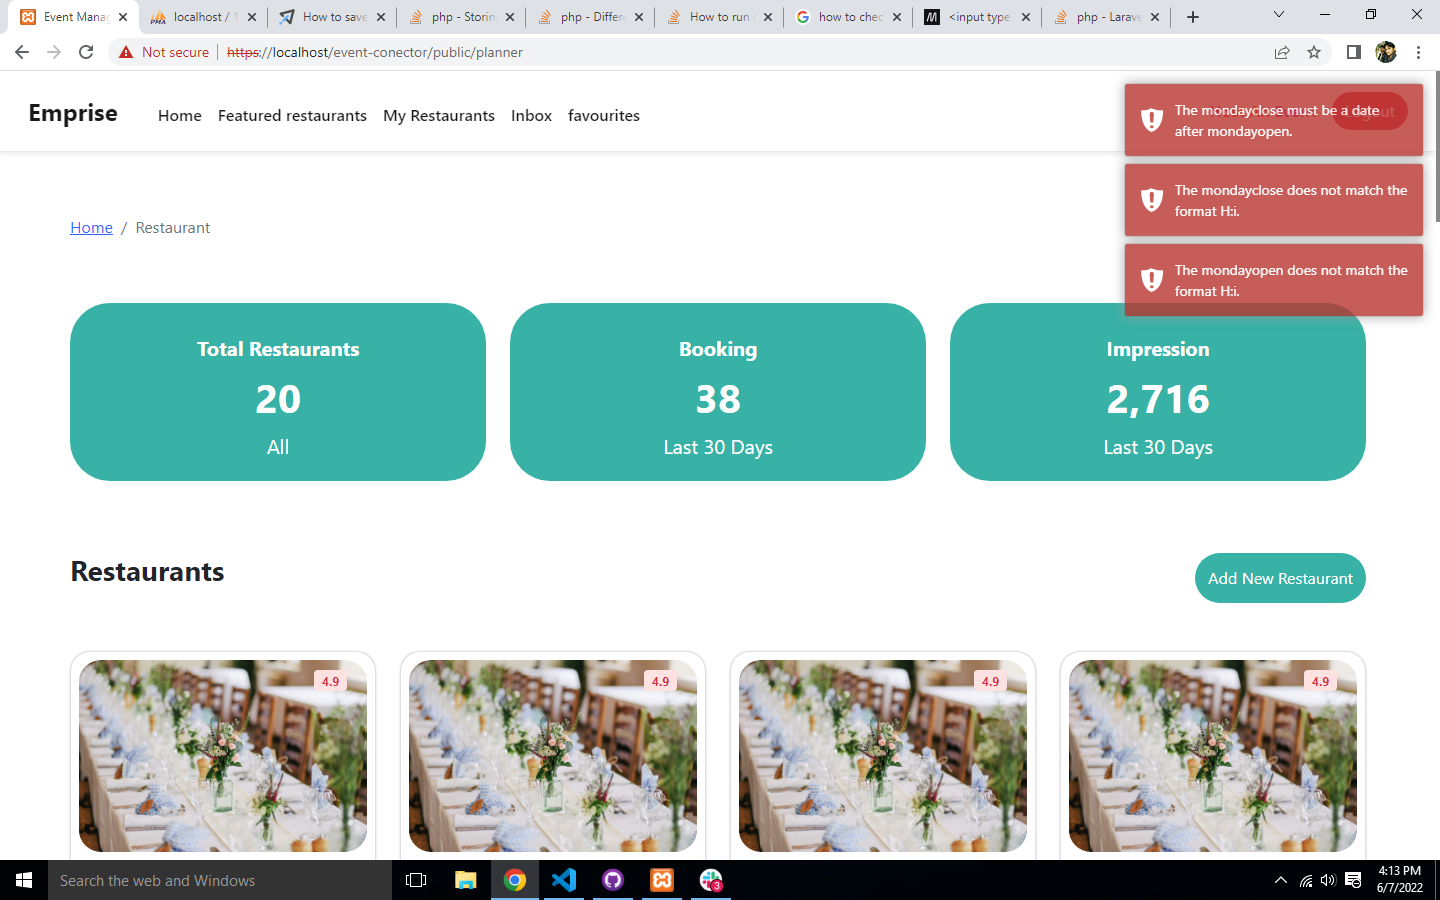 Event Manag
localhost / 1
How to save
php - Storin
php - Differe
How to run
how to chec
<input type=
php - Larave
Not secure
https://localhost/event-conector/public/planner
Emprise
Home
Featured restaurants
My Restaurants
Inbox
favourites
The mondayclose must be a date
after mondayopen.
The mondayclose does not match the
format H:i.
The mondayopen does not match the
format H:i.
Home / Restaurant
Total Restaurants
20
All
Booking
38
Last 30 Days
Impression
2,716
Last 30 Days
Restaurants
Add New Restaurant
4.9
4.9
4.9
4.9
Search the web and Windows
3
4:13 PM
6/7/2022